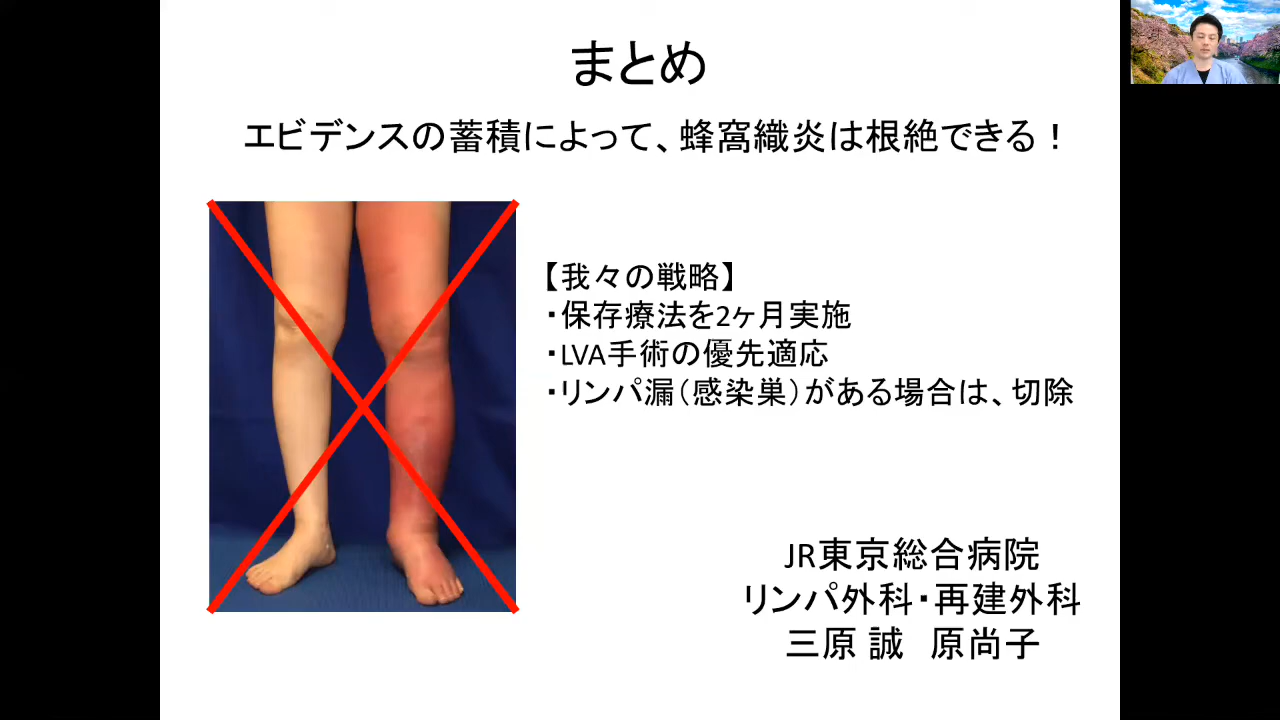 まとめ
エビデンスの蓄積によって、蜂窩織炎は根絶できる！
【我々の戦略】
・保存療法を2ヶ月実施
・LVA手術の優先適応
・リンパ漏（感染巣）がある場合は、切除
JR東京総合病院
リンパ外科・再建外科
三原 誠　原尚子